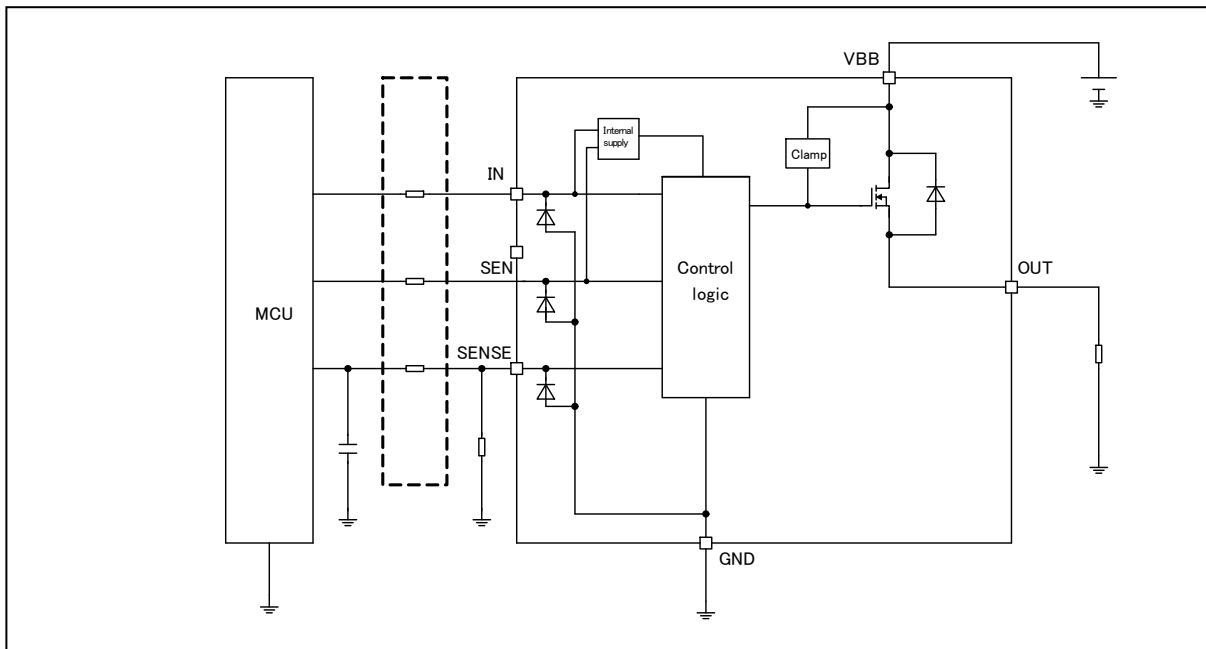 VBB
Internal
supply
Clamp
IN
SEN
Control
logic
OUT
MCU
SENSE
GND